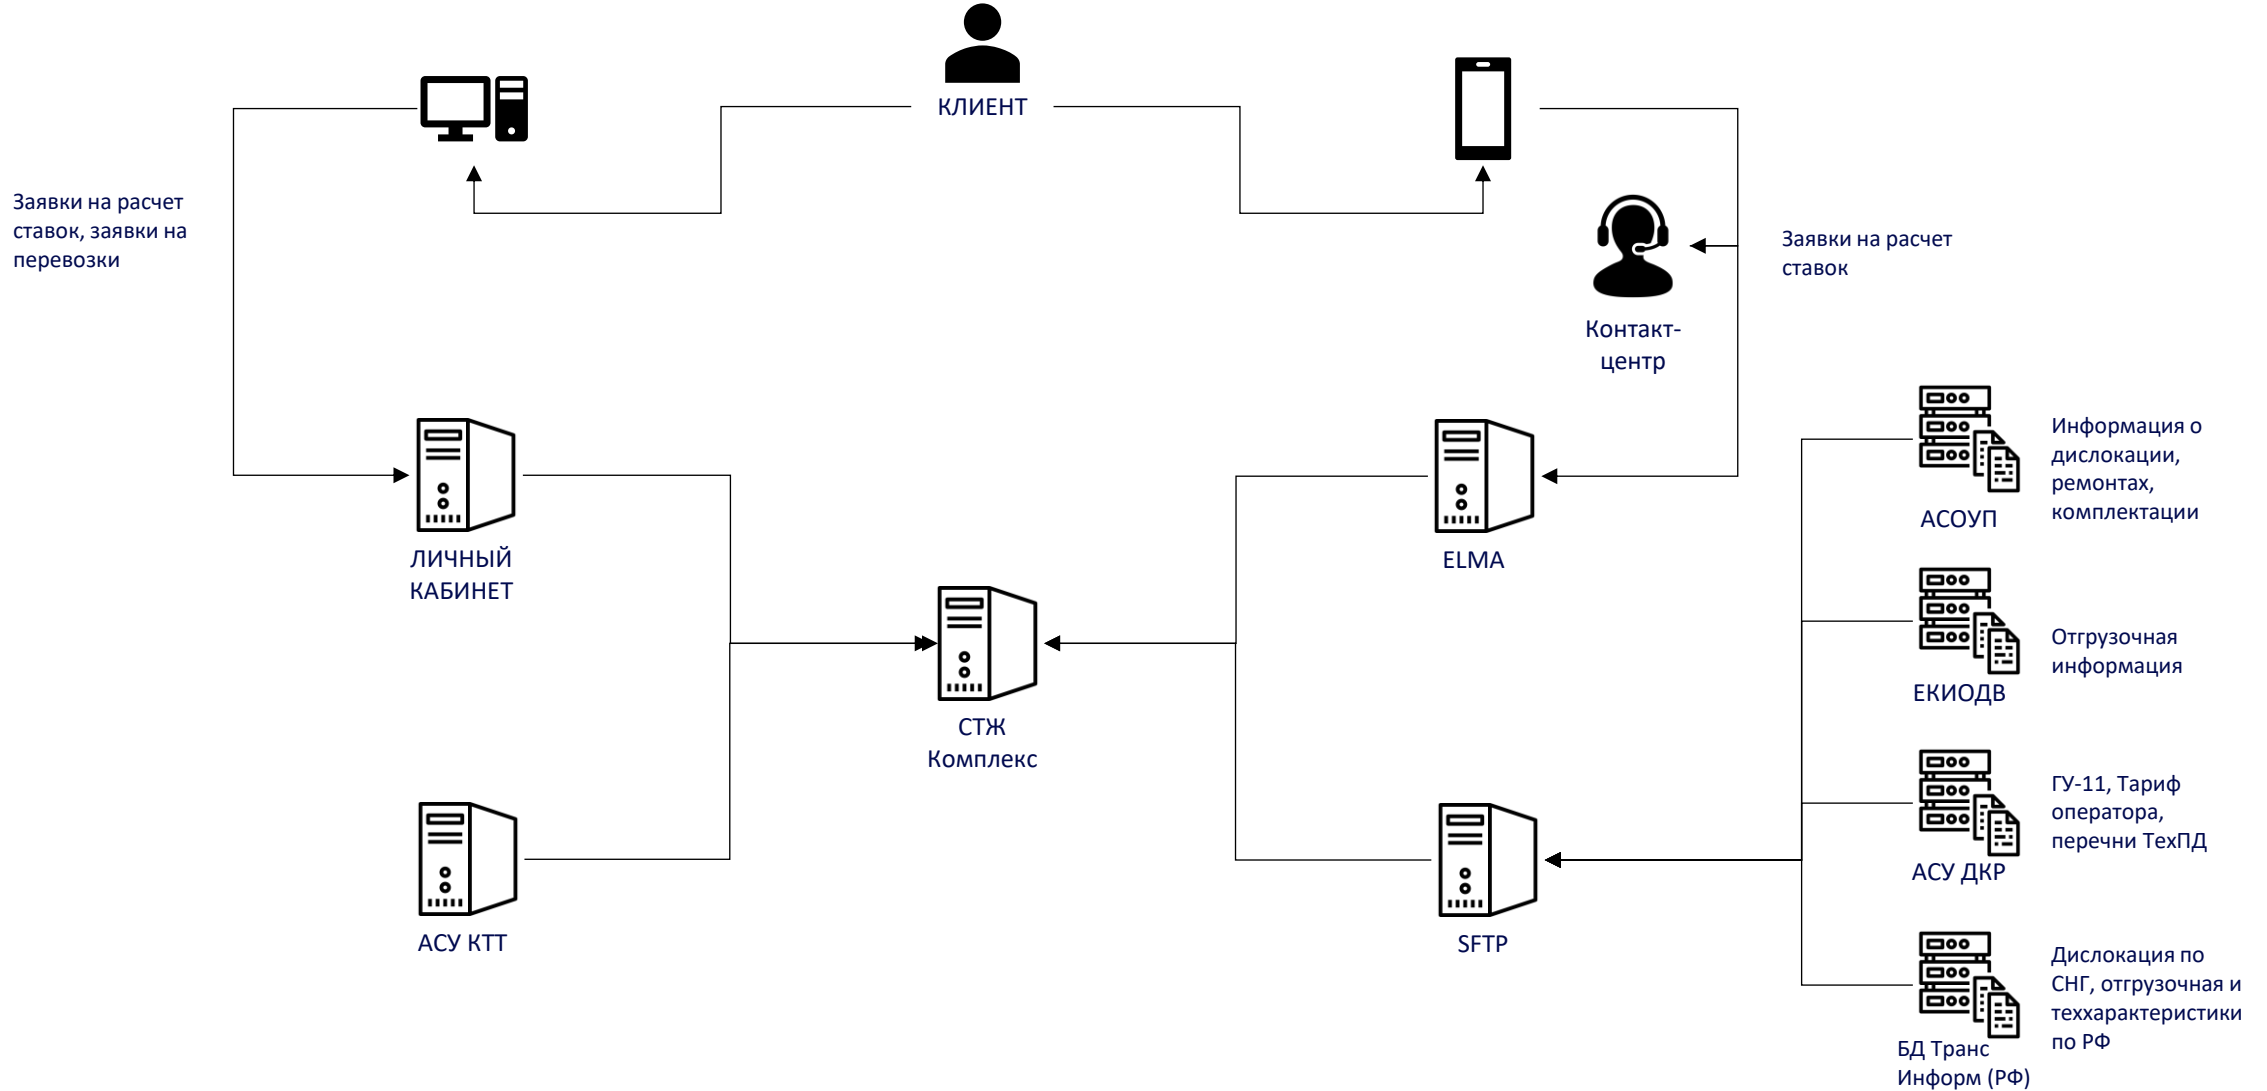 КЛИЕНТ
Заявки на расчет
ставок, заявки на
перевозки
Заявки на расчет
ставок
Контакт-
центр
ЛИЧНЫЙ
КАБИНЕТ
ELMA
АСОУП
Информация о
дислокации,
ремонтах,
комплектации
ЕКИОДВ
Отгрузочная
информация
СТЖ
Комплекс
АСУ ДКР
ГУ-11, Тариф
оператора,
перечни ТехПД
АСУ КТТ
SFTP
БД Транс
Информ (РФ)
Дислокация по
СНГ, отгрузочная и
теххарактеристики
по РФ